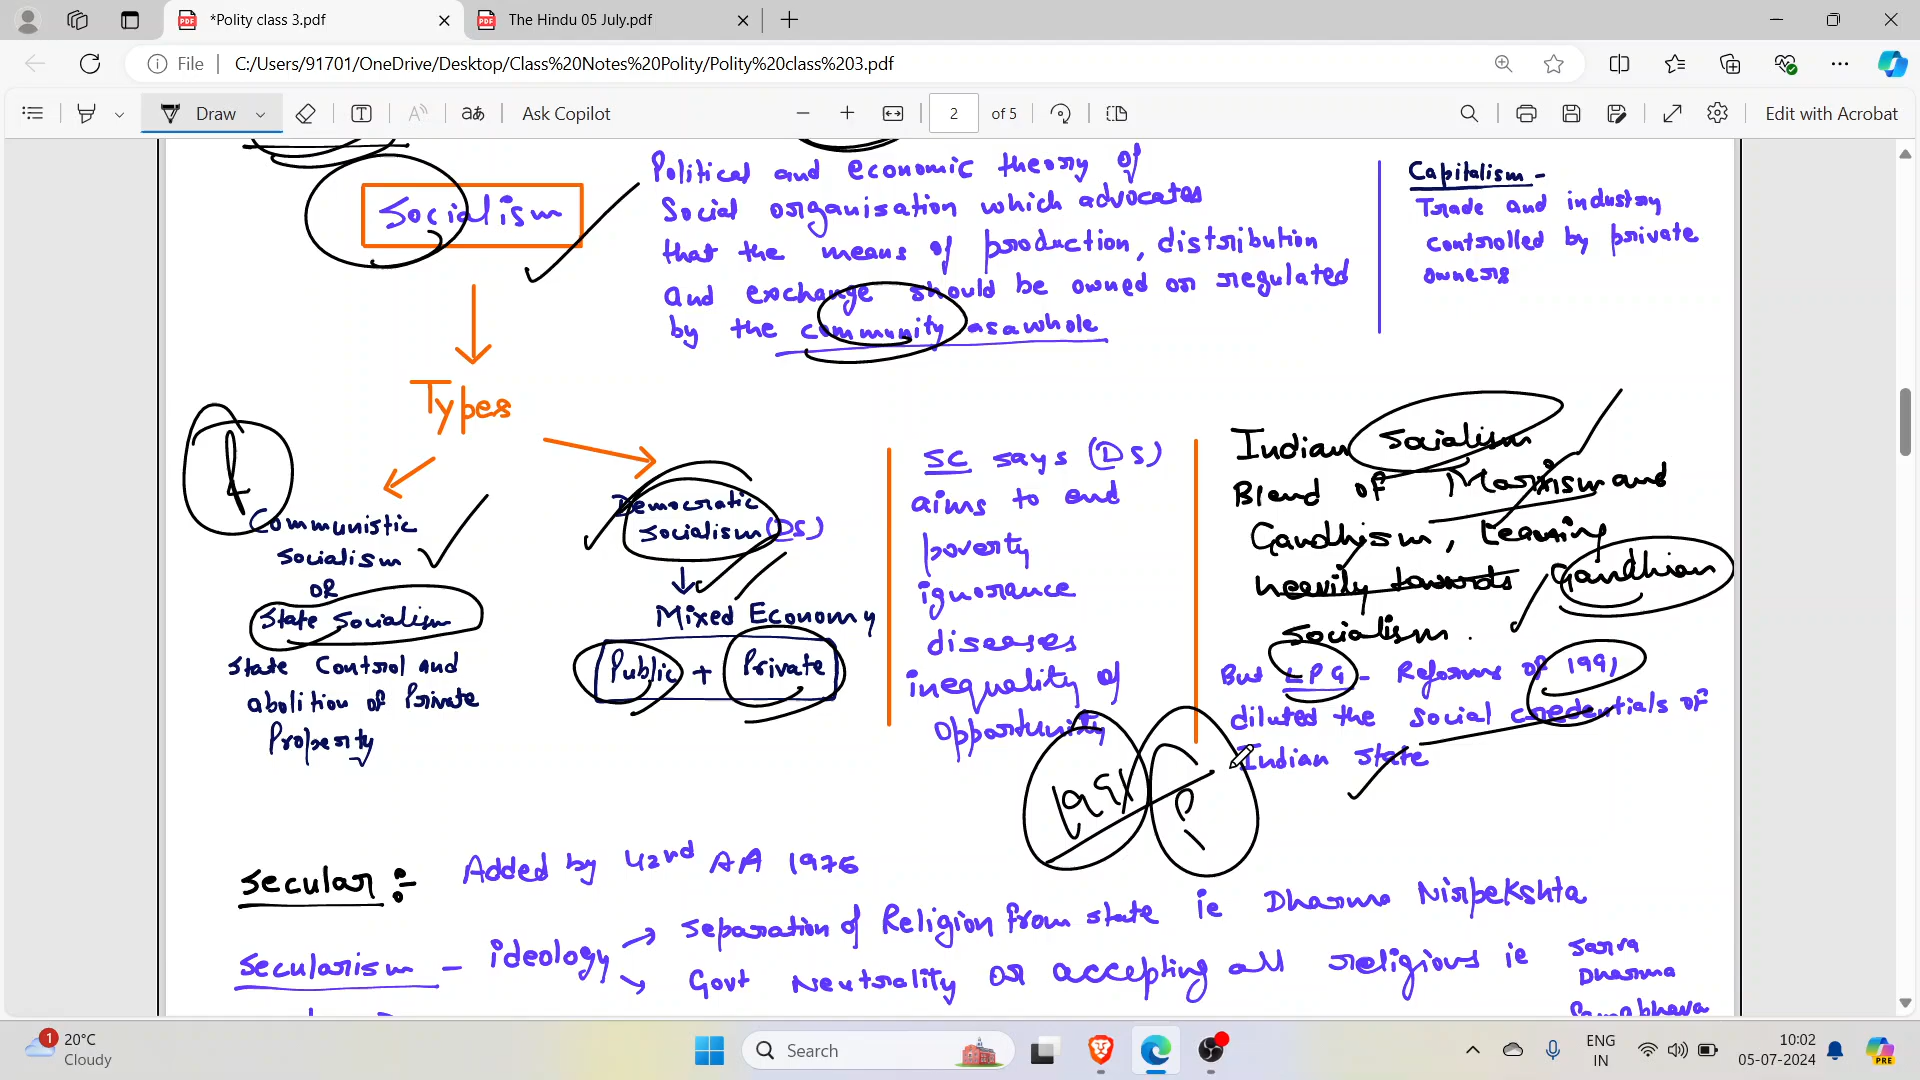 *Polity class 3.pdf
The Hindu 05 July.pdf
File
C:/Users/91701/OneDrive/Desktop/Class%20Notes%20Polity/Polity%20class%203.pdf
Draw
Ask Copilot
2
of 5
Edit with Acrobat
Socialism
Political and economic theory of
Social organisation which advocates
that the means of production, distribution
and exchange should be owned or regulated
by the community as a whole
Capitalism -
Trade and industry
controlled by private
owners
Types
Communistic
Socialism
OR
State Socialism
State Control and
abolition of Private
Property
Democratic
Socialism (DS)
Mixed Economy
Public + Private
SC says (DS)
aims to end
poverty
ignorance
diseases
inequality of
opportunity
Indian Socialism
Blend of Marxism and
Gandhism, Leaning
heavily towards Gandhian
Socialism.
But LPG - Reforms of 1991
diluted the social credentials of
Indian State
1991
P
Secular :-
Added by 42nd AA 1976
Secularism - ideology
Separation of Religion from state ie Dharma Nirpekshta
Govt Neutrality or accepting all religions ie Sarva
Dharma
Samabhava
1
20°C
Cloudy
Search
ENG
IN
10:02
05-07-2024
PRE